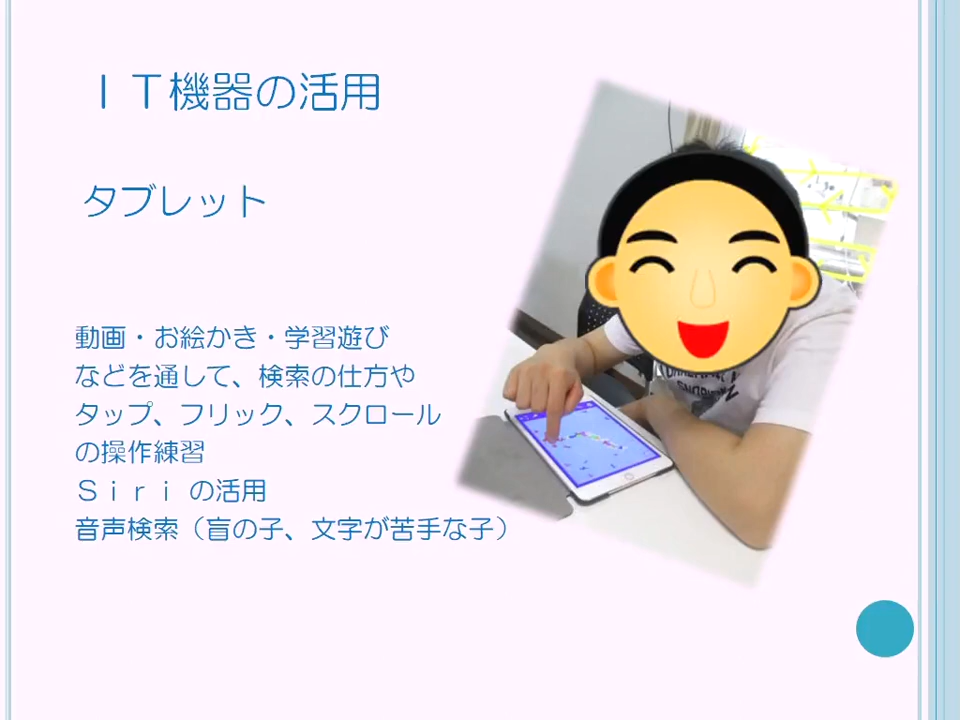 ＩＴ機器の活用
タブレット
動画・お絵かき・学習遊び
などを通して、検索の仕方や
タップ、フリック、スクロール
の操作練習
Ｓｉｒｉ の活用
音声検索（盲の子、文字が苦手な子）